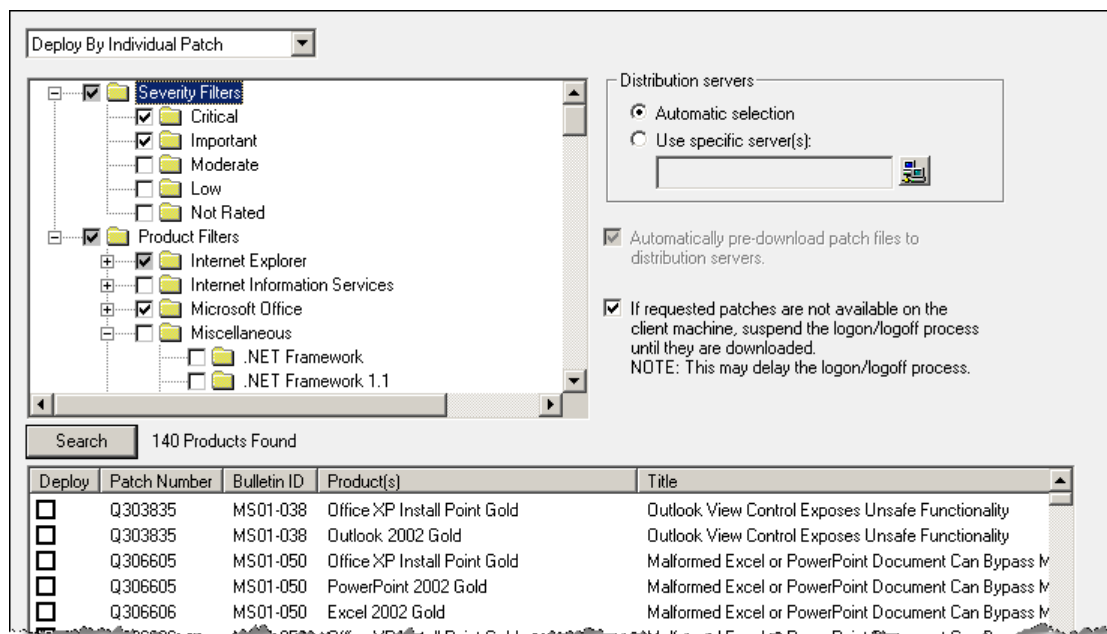 Deploy By Individual Patch
Severity Filters
Critical
Important
Moderate
Low
Not Rated
Product Filters
Internet Explorer
Internet Information Services
Microsoft Office
Miscellaneous
.NET Framework
.NET Framework 1.1
Distribution servers
Automatic selection
Use specific server(s):
Automatically pre-download patch files to
distribution servers.
If requested patches are not available on the
client machine, suspend the logon/logoff process
until they are downloaded.
NOTE: This may delay the logon/logoff process.
Search 140 Products Found
Deploy Patch Number Bulletin ID Product(s) Title
Q303835 MS01-038 Office XP Install Point Gold Outlook View Control Exposes Unsafe Functionality
Q303835 MS01-038 Outlook 2002 Gold Outlook View Control Exposes Unsafe Functionality
Q306605 MS01-050 Office XP Install Point Gold Malformed Excel or PowerPoint Document Can Bypass M
Q306605 MS01-050 PowerPoint 2002 Gold Malformed Excel or PowerPoint Document Can Bypass M
Q306606 MS01-050 Excel 2002 Gold Malformed Excel or PowerPoint Document Can Bypass M